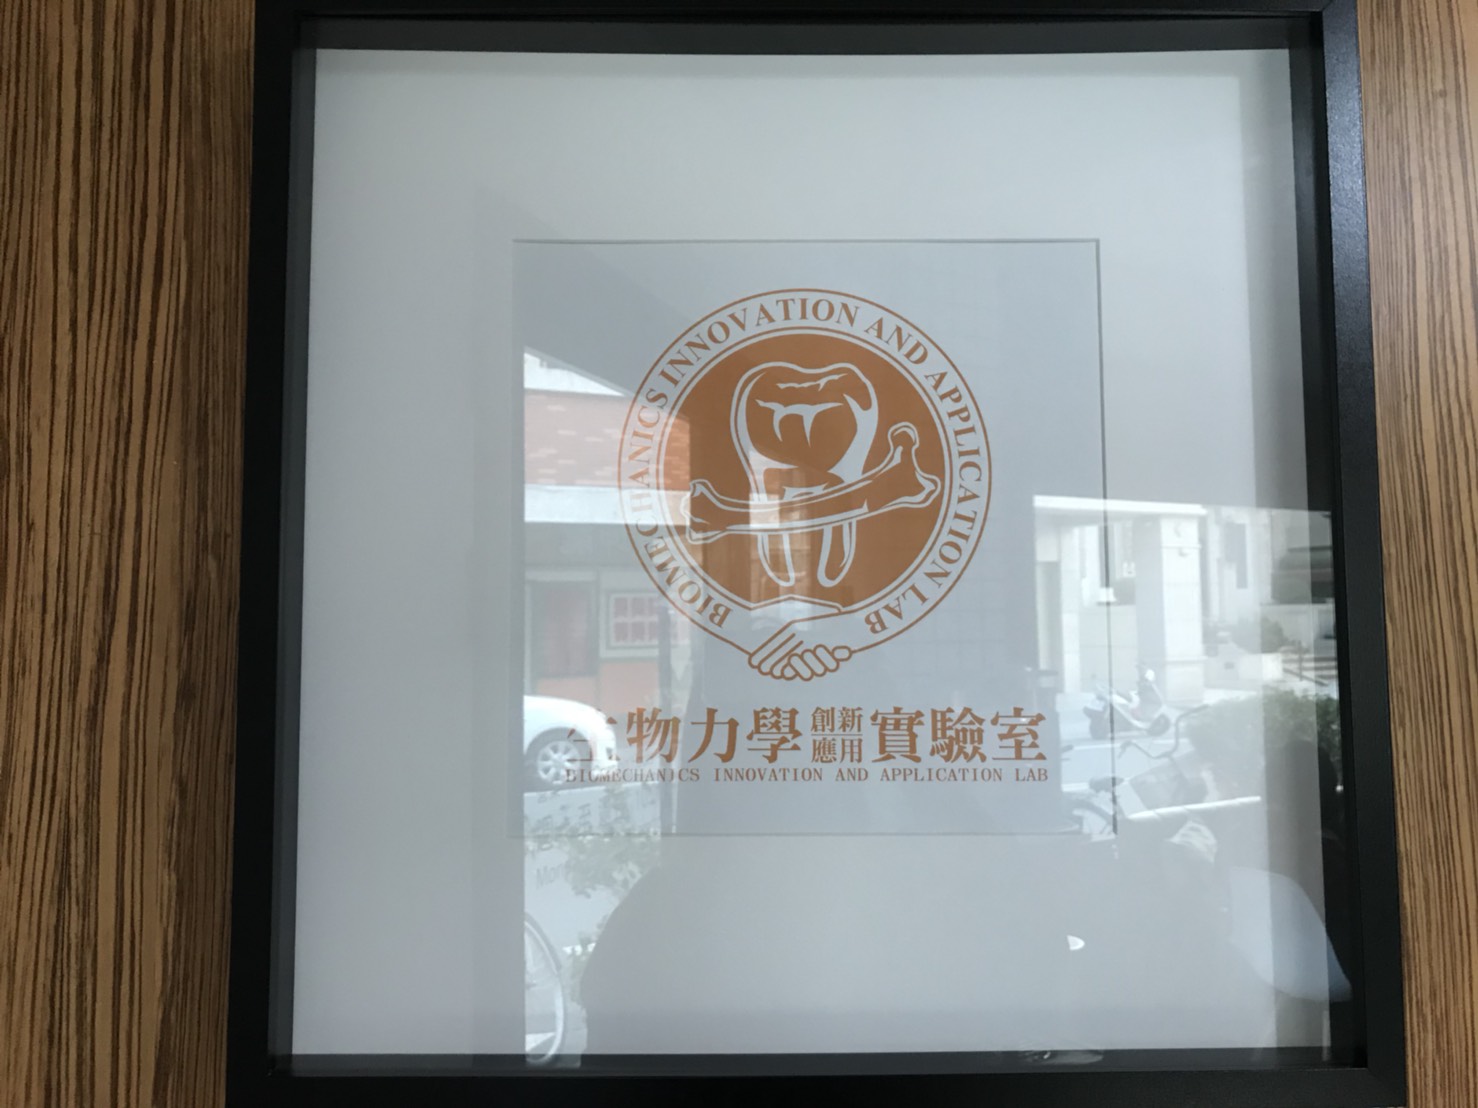 BIOMECHANICS INNOVATION AND APPLICATION LAB
生物力學創新應用實驗室
BIOMECHANICS INNOVATION AND APPLICATION LAB